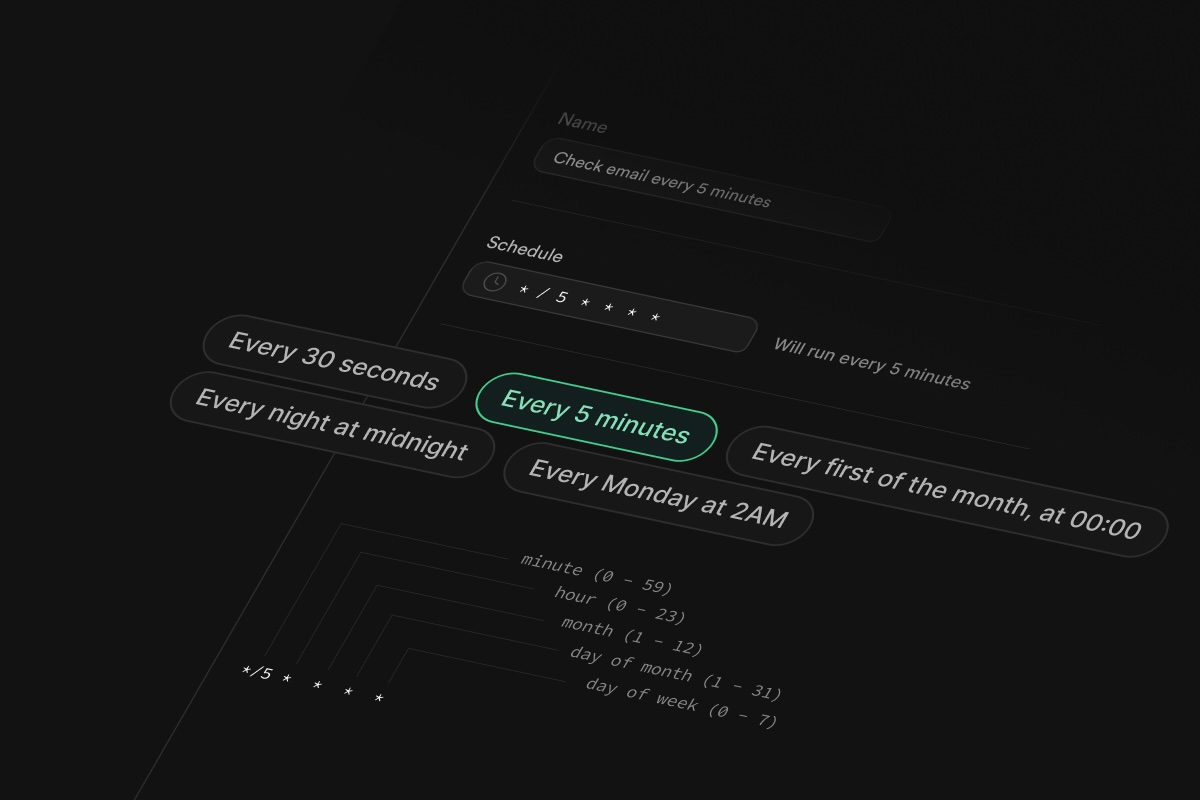 Name
Check email every 5 minutes
Schedule
* / 5 * * * *
Will run every 5 minutes
Every 30 seconds
Every 5 minutes
Every first of the month, at 00:00
Every night at midnight
Every Monday at 2AM
minute (0 - 59)
hour (0 - 23)
month (1 - 12)
day of month (1 - 31)
day of week (0 - 7)
*/5 * * * *